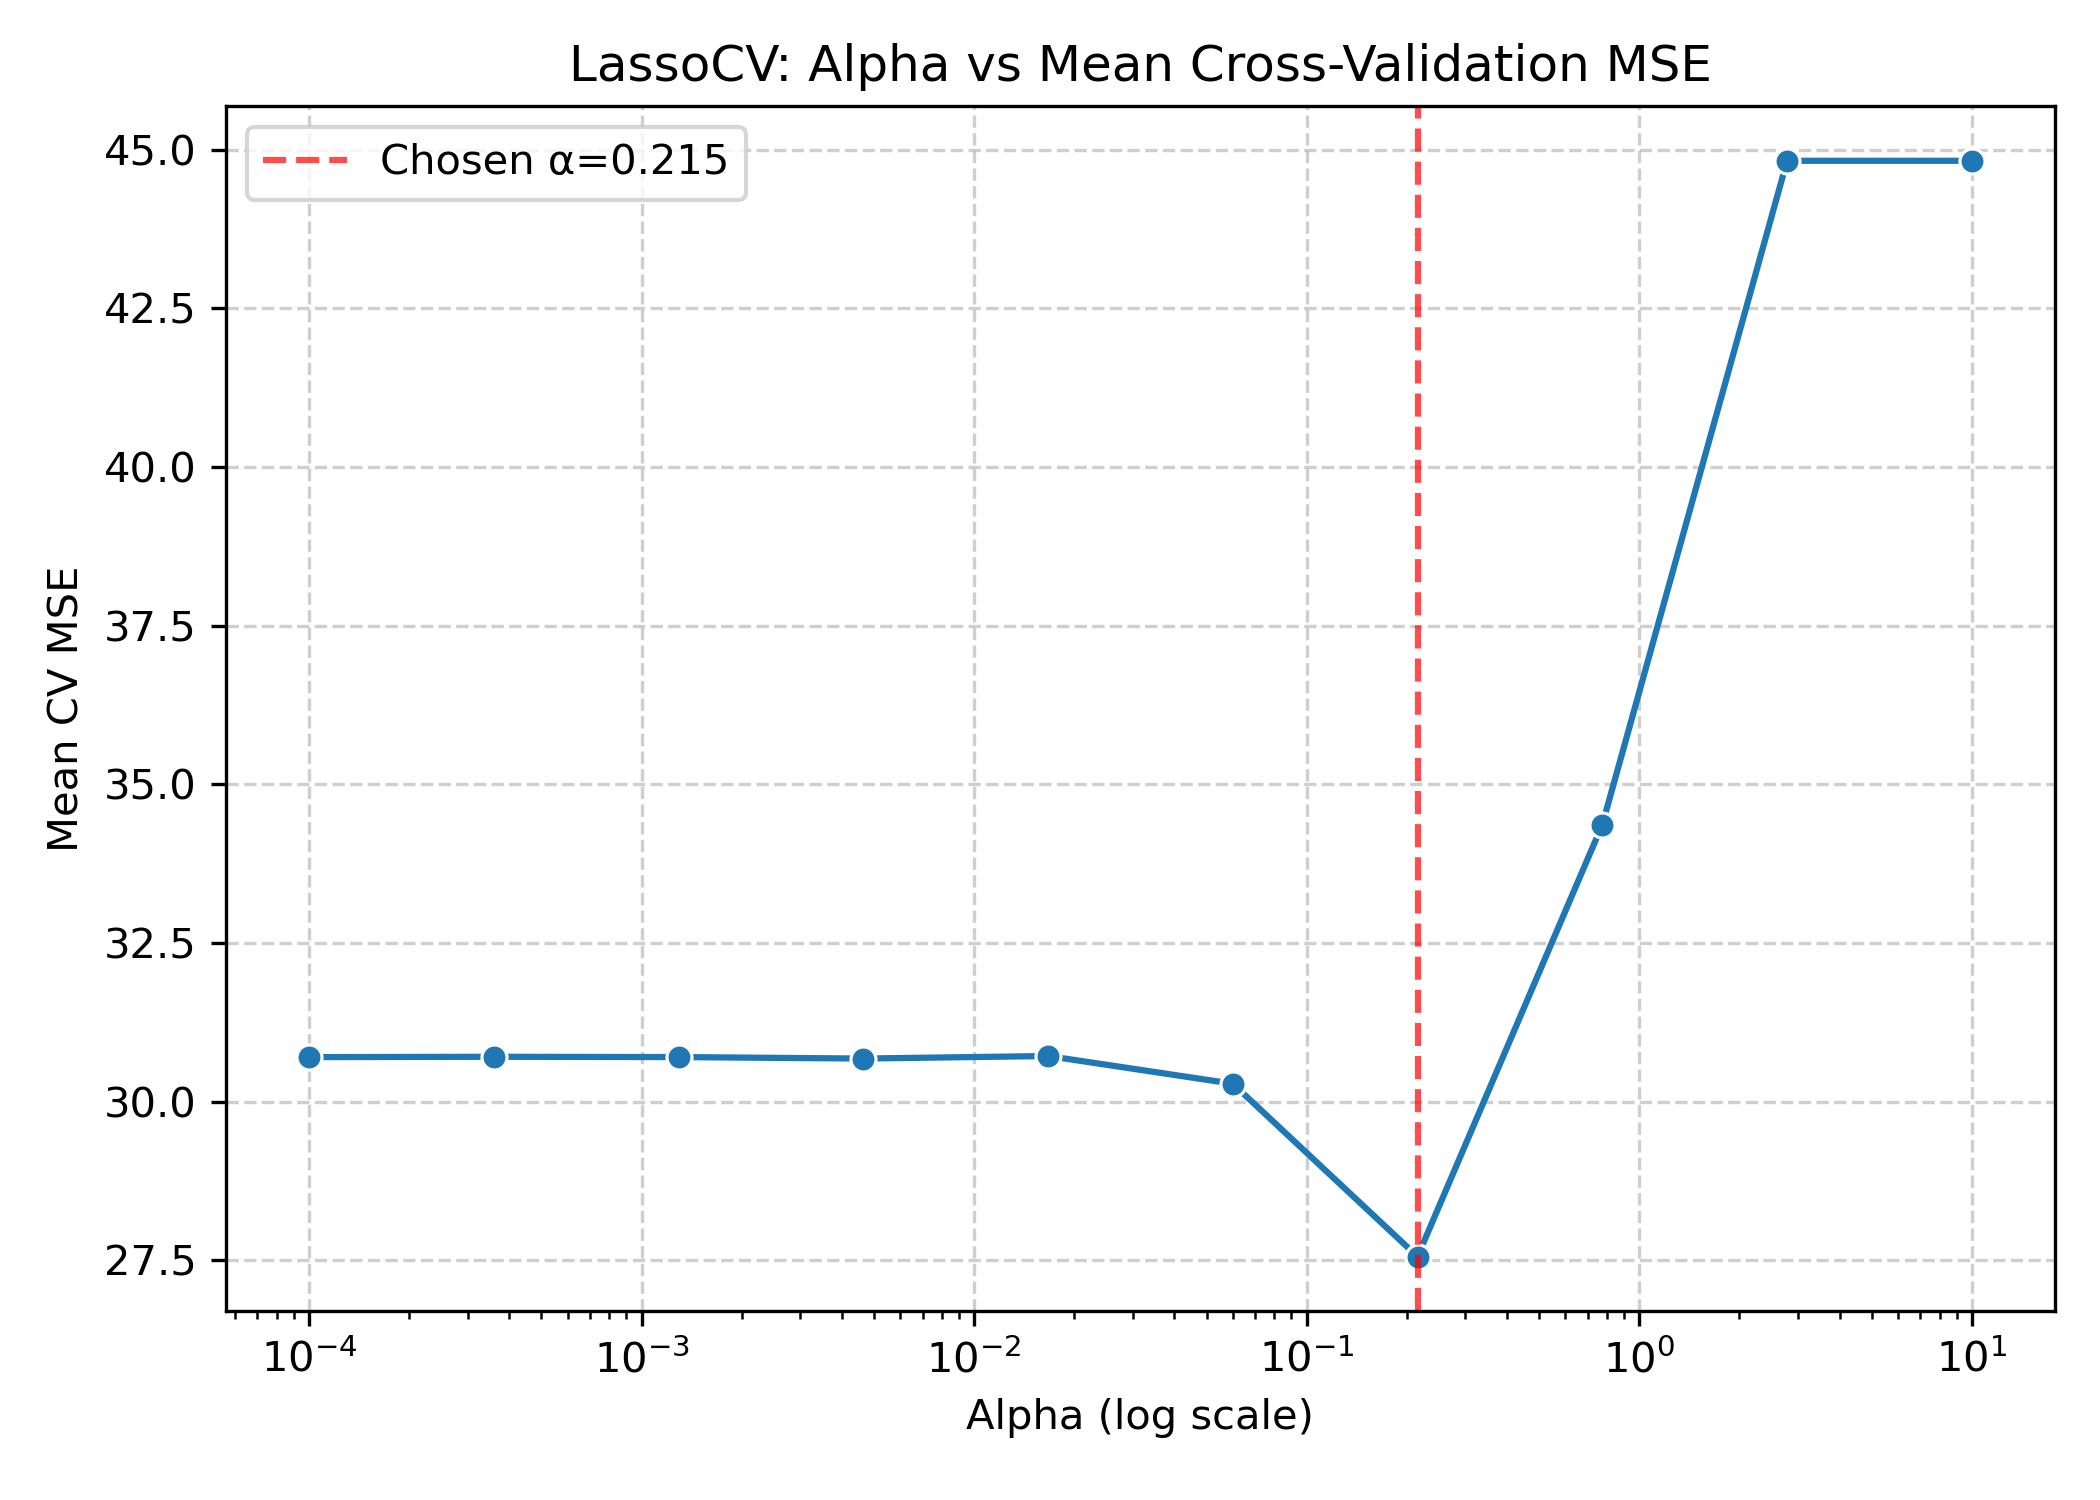 LassoCV: Alpha vs Mean Cross-Validation MSE
Chosen α=0.215
45.0
42.5
40.0
37.5
35.0
32.5
30.0
27.5
Mean CV MSE
10⁻⁴ 10⁻³ 10⁻² 10⁻¹ 10⁰ 10¹
Alpha (log scale)